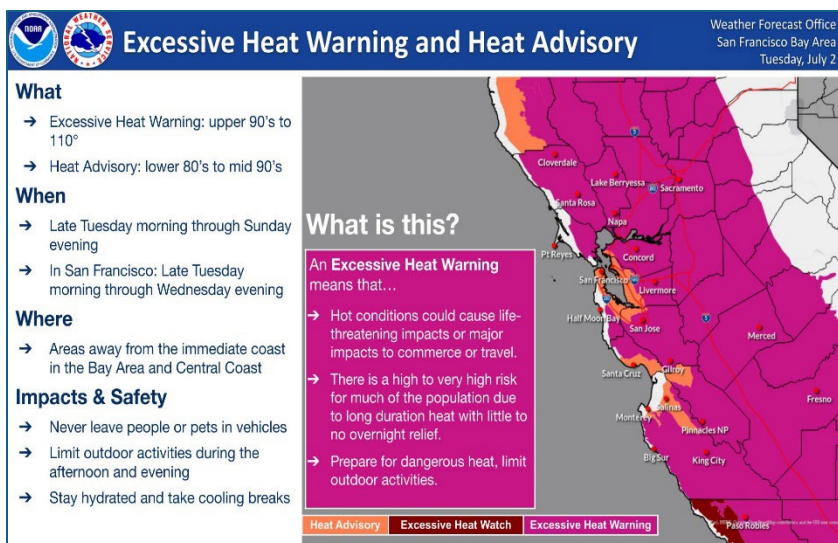 NOAA
NATIONAL WEATHER SERVICE
Excessive Heat Warning and Heat Advisory
Weather Forecast Office
San Francisco Bay Area
Tuesday, July 2
What
→ Excessive Heat Warning: upper 90's to
110°
→ Heat Advisory: lower 80's to mid 90's
When
→ Late Tuesday morning through Sunday
evening
→ In San Francisco: Late Tuesday
morning through Wednesday evening
Where
→ Areas away from the immediate coast
in the Bay Area and Central Coast
Impacts & Safety
→ Never leave people or pets in vehicles
→ Limit outdoor activities during the
afternoon and evening
→ Stay hydrated and take cooling breaks
What is this?
An Excessive Heat Warning
means that…
→ Hot conditions could cause life-
threatening impacts or major
impacts to commerce or travel.
→ There is a high to very high risk
for much of the population due
to long duration heat with little to
no overnight relief.
→ Prepare for dangerous heat, limit
outdoor activities.
5
Cloverdale
Lake Berryessa
80
Sacramento
Santa Rosa
Napa
Pt Reyes
Concord
San Francisco
Livermore
Half Moon Bay
San Jose
5
Merced
Santa Cruz
Gilroy
Fresno
Salinas
Monterey
Pinnacles NP
Big Sur
King City
Paso Robles
Heat Advisory
Excessive Heat Watch
Excessive Heat Warning